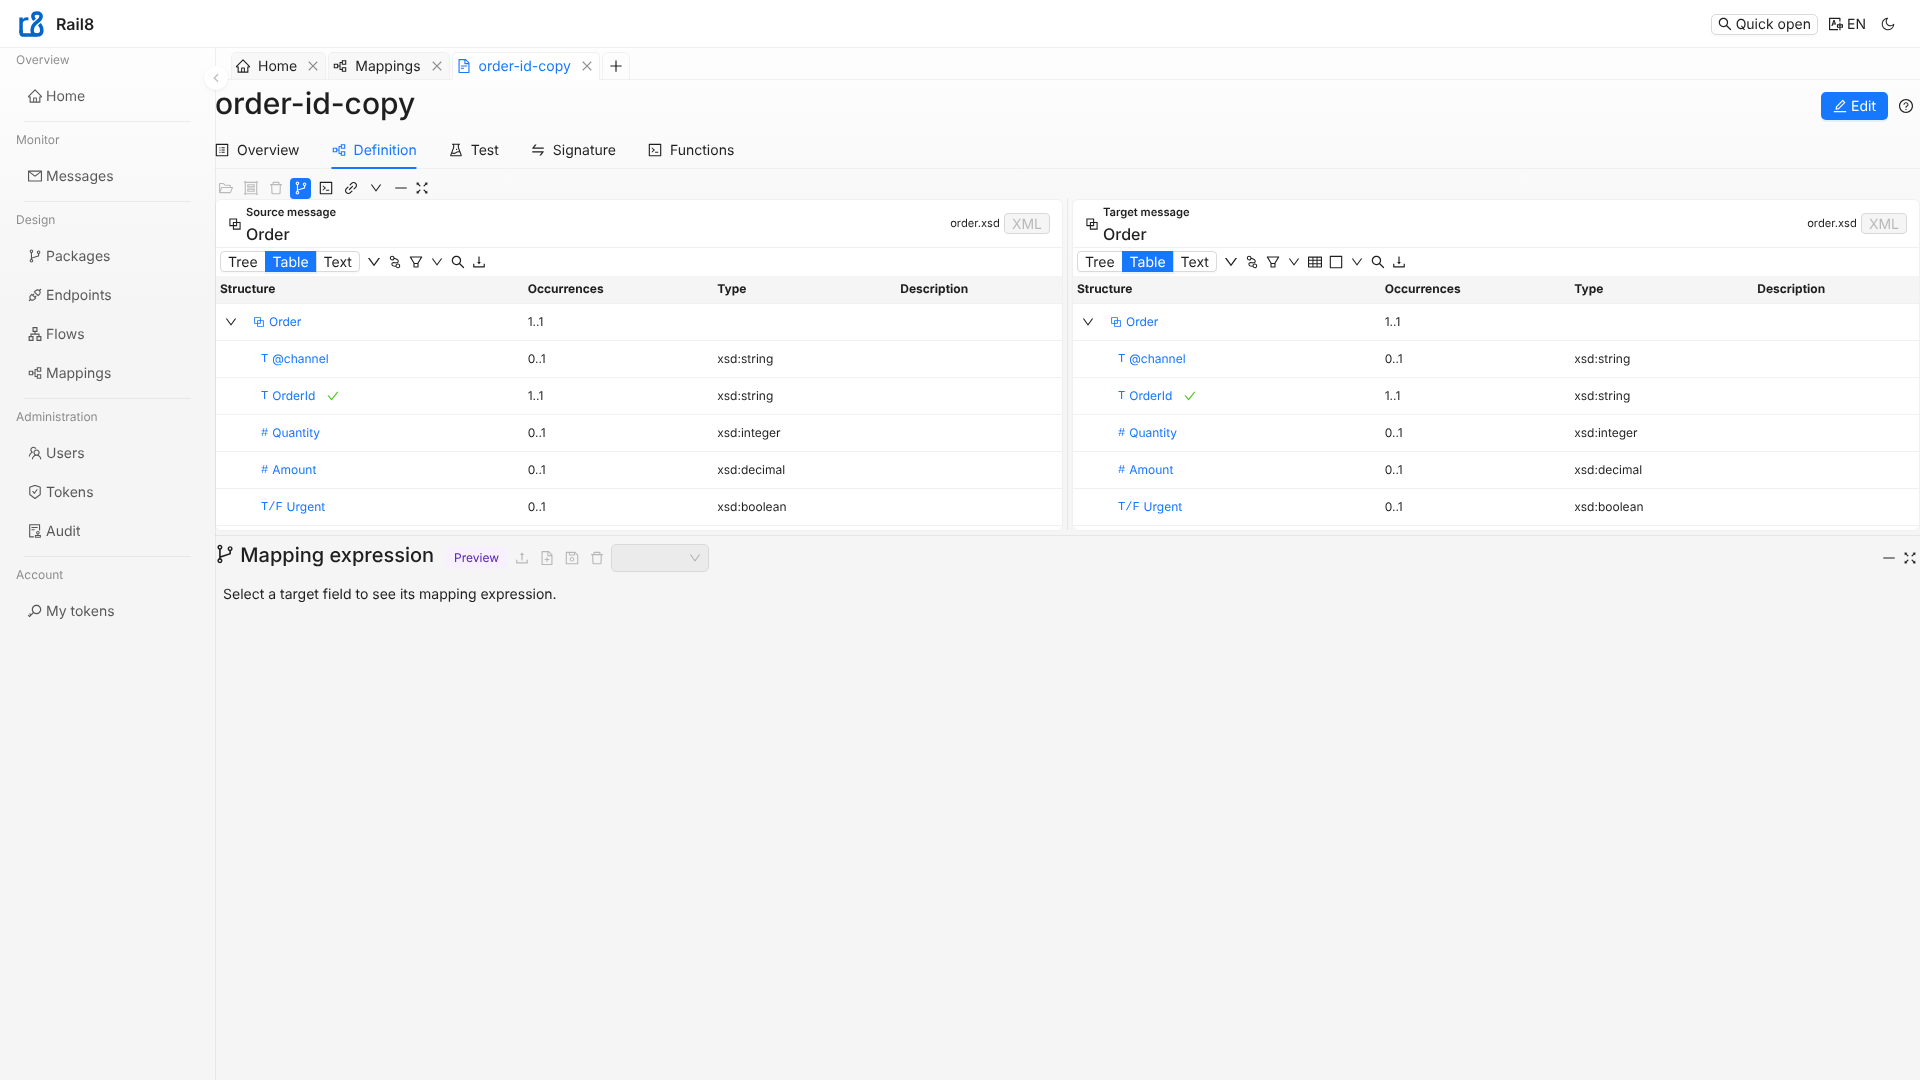 Rail8
Quick open
EN
Overview
Home
Monitor
Messages
Design
Packages
Endpoints
Flows
Mappings
Administration
Users
Tokens
Audit
Account
My tokens
Home
Mappings
order-id-copy
order-id-copy
Edit
Overview
Definition
Test
Signature
Functions
Source message
Order
order.xsd XML
Tree Table Text
Structure Occurrences Type Description
Order 1..1
T @channel 0..1 xsd:string
T OrderId 1..1 xsd:string
# Quantity 0..1 xsd:integer
# Amount 0..1 xsd:decimal
T/F Urgent 0..1 xsd:boolean
Target message
Order
order.xsd XML
Tree Table Text
Structure Occurrences Type Description
Order 1..1
T @channel 0..1 xsd:string
T OrderId 1..1 xsd:string
# Quantity 0..1 xsd:integer
# Amount 0..1 xsd:decimal
T/F Urgent 0..1 xsd:boolean
Mapping expression Preview
Select a target field to see its mapping expression.